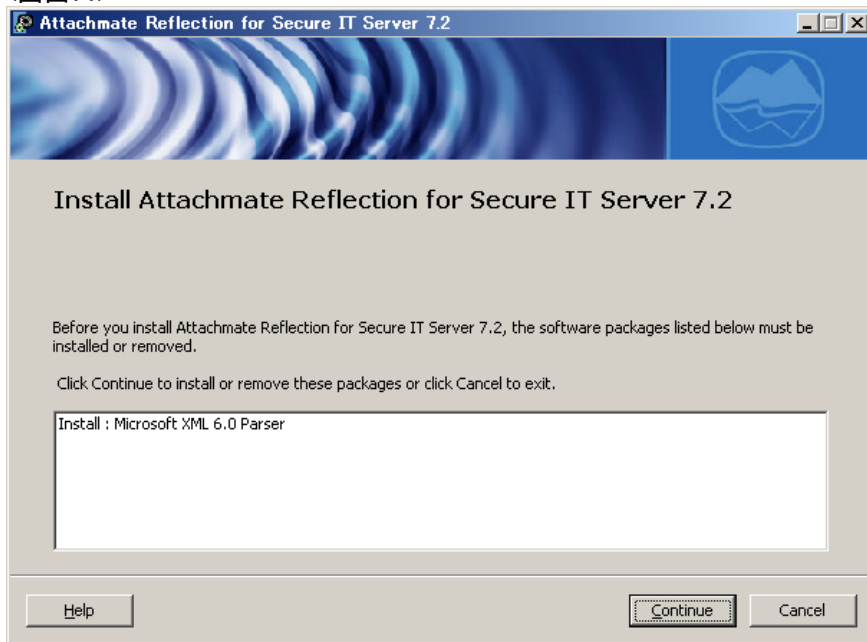 Attachmate Reflection for Secure IT Server 7.2
Install Attachmate Reflection for Secure IT Server 7.2
Before you install Attachmate Reflection for Secure IT Server 7.2, the software packages listed below must be
installed or removed.
Click Continue to install or remove these packages or click Cancel to exit.
Install : Microsoft XML 6.0 Parser
Help
Continue
Cancel